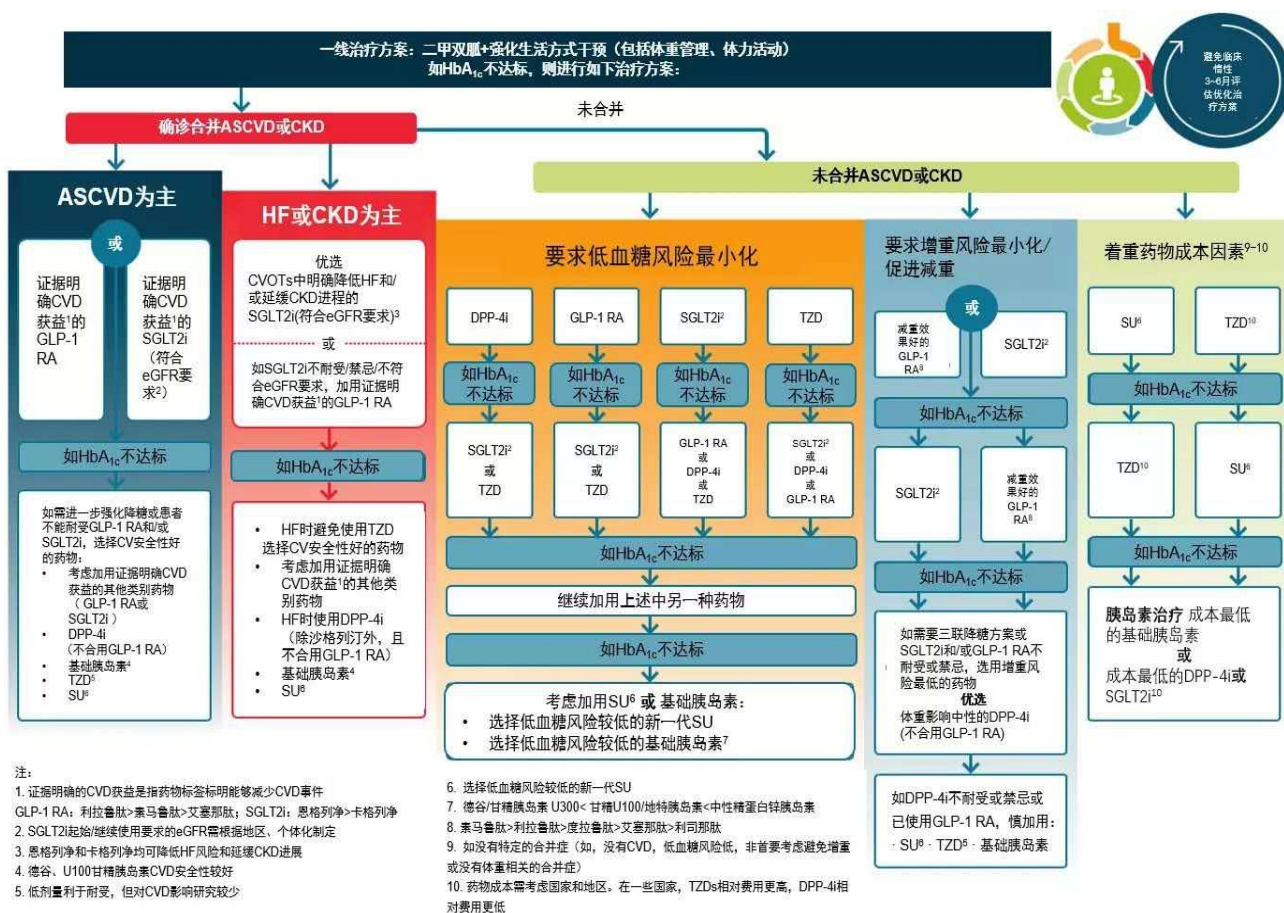 一线治疗方案：二甲双胍+强化生活方式干预（包括体重管理、体力活动）
如HbA1c不达标，则进行如下治疗方案：
避免临床
惰性
3~6月评
估优化治
疗方案
未合并
确诊合并ASCVD或CKD
未合并ASCVD或CKD
ASCVD为主
或
证据明
确CVD
获益¹的
GLP-1
RA
证据明
确CVD
获益¹的
SGLT2i
（符合
eGFR要
求²）
如HbA1c不达标
如需进一步强化降糖或患者
不能耐受GLP-1 RA和/或
SGLT2i，选择CV安全性好
的药物：
• 考虑加用证据明确CVD
获益的其他类别药物
（GLP-1 RA或
SGLT2i）
• DPP-4i
（不合用GLP-1 RA）
• 基础胰岛素⁴
• TZD⁵
• SU⁶
HF或CKD为主
优选
CVOTs中明确降低HF和/
或延缓CKD进程的
SGLT2i(符合eGFR要求)³
或
如SGLT2i不耐受/禁忌/不符
合eGFR要求，加用证据明
确CVD获益¹的GLP-1 RA
如HbA1c不达标
• HF时避免使用TZD
选择CV安全性好的药物
• 考虑加用证据明确
CVD获益¹的其他类
别药物
• HF时使用DPP-4i
（除沙格列汀外，且
不合用GLP-1 RA）
• 基础胰岛素⁴
• SU⁶
要求低血糖风险最小化
DPP-4i
GLP-1 RA
SGLT2i²
TZD
如HbA1c
不达标
如HbA1c
不达标
如HbA1c
不达标
如HbA1c
不达标
SGLT2i²
或
TZD
SGLT2i²
或
TZD
GLP-1 RA
或
DPP-4i
或
TZD
SGLT2i²
或
DPP-4i
或
GLP-1 RA
如HbA1c不达标
继续加用上述中另一种药物
如HbA1c不达标
考虑加用SU⁶ 或 基础胰岛素：
• 选择低血糖风险较低的新一代SU
• 选择低血糖风险较低的基础胰岛素⁷
要求增重风险最小化/
促进减重
或
减重效
果好的
GLP-1
RA⁸
SGLT2i²
如HbA1c不达标
SGLT2i²
减重效
果好的
GLP-1
RA⁸
如HbA1c不达标
如需要三联降糖方案或
SGLT2i和/或GLP-1 RA不
耐受或禁忌，选用增重风
险最低的药物
优选
体重影响中性的DPP-4i
(不合用GLP-1 RA)
如DPP-4i不耐受或禁忌或
已使用GLP-1 RA，慎加用：
· SU⁶ · TZD⁵ · 基础胰岛素
着重药物成本因素⁹⁻¹⁰
SU⁶
TZD¹⁰
如HbA1c不达标
TZD¹⁰
SU⁶
如HbA1c不达标
胰岛素治疗 成本最低
的基础胰岛素
或
成本最低的DPP-4i或
SGLT2i¹⁰
注：
1. 证据明确的CVD获益是指药物标签标明能够减少CVD事件
GLP-1 RA：利拉鲁肽>素马鲁肽>艾塞那肽；SGLT2i：恩格列净>卡格列净
2. SGLT2i起始/继续使用要求的eGFR需根据地区、个体化制定
3. 恩格列净和卡格列净均可降低HF风险和延缓CKD进展
4. 德谷、U100甘精胰岛素CVD安全性较好
5. 低剂量利于耐受，但对CVD影响研究较少
6. 选择低血糖风险较低的新一代SU
7. 德谷/甘精胰岛素 U300< 甘精U100/地特胰岛素<中性精蛋白锌胰岛素
8. 素马鲁肽>利拉鲁肽>度拉鲁肽>艾塞那肽>利司那肽
9. 如没有特定的合并症（如，没有CVD，低血糖风险低，非首要考虑避免增重
或没有体重相关的合并症）
10. 药物成本需考虑国家和地区。在一些国家，TZDs相对费用更高，DPP-4i相
对费用更低